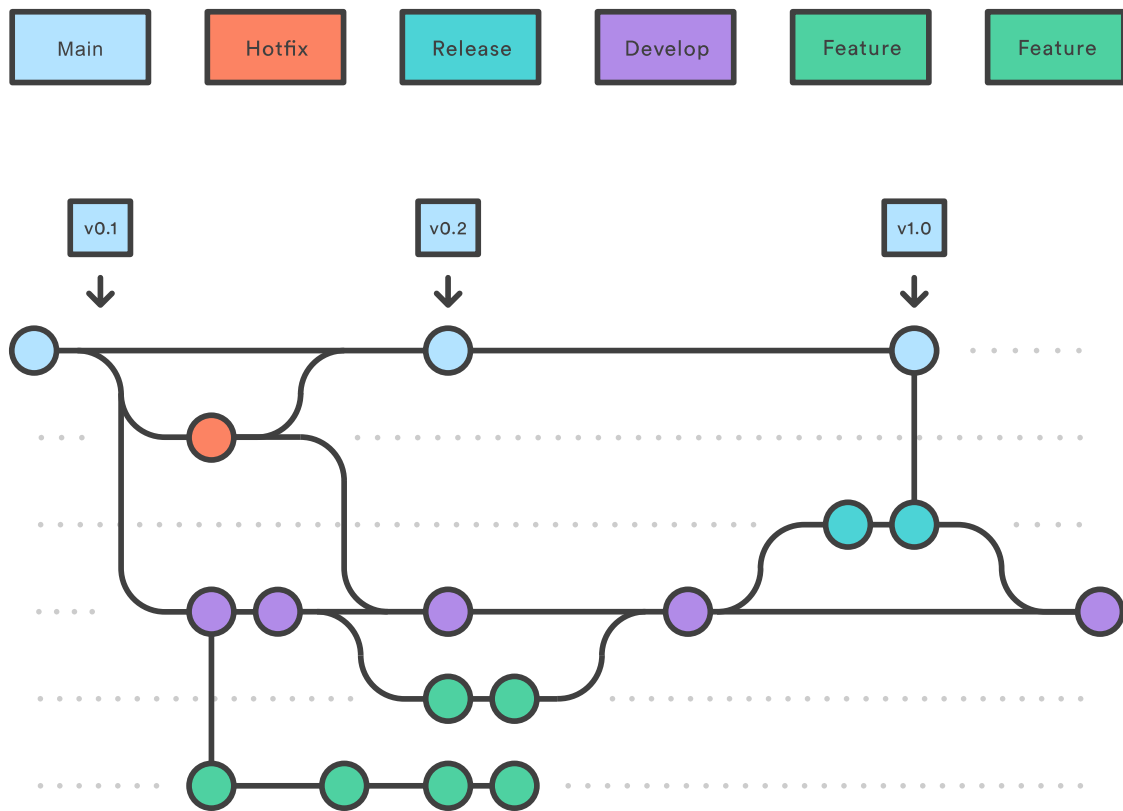 Main
Hotfix
Release
Develop
Feature
Feature
v0.1
v0.2
v1.0